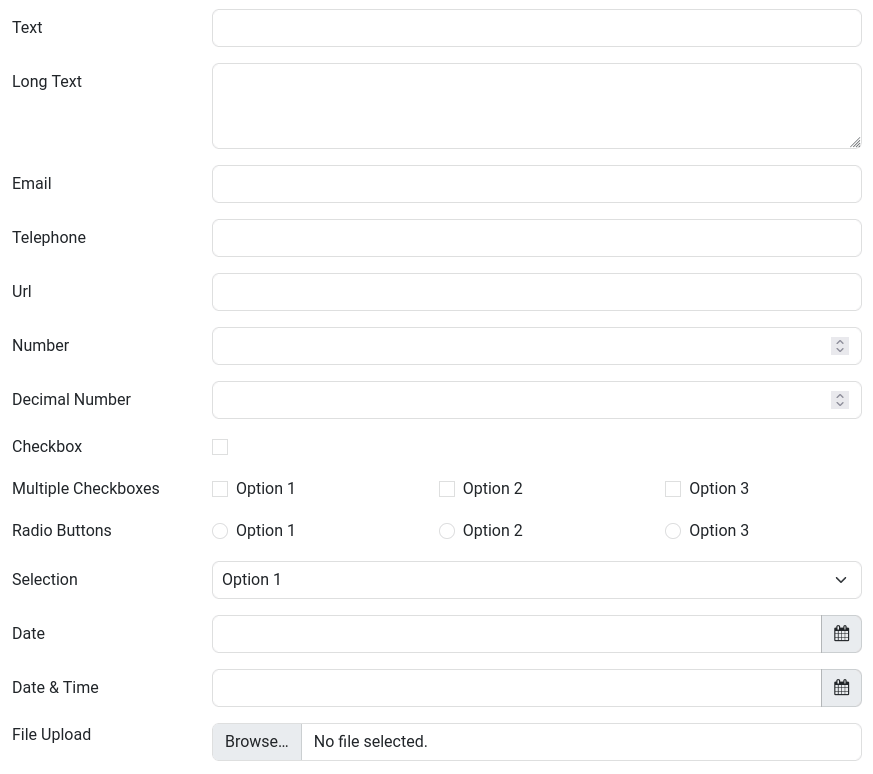 Text
Long Text
Email
Telephone
Url
Number
Decimal Number
Checkbox
Multiple Checkboxes Option 1 Option 2 Option 3
Radio Buttons Option 1 Option 2 Option 3
Selection Option 1
Date
Date & Time
File Upload Browse... No file selected.